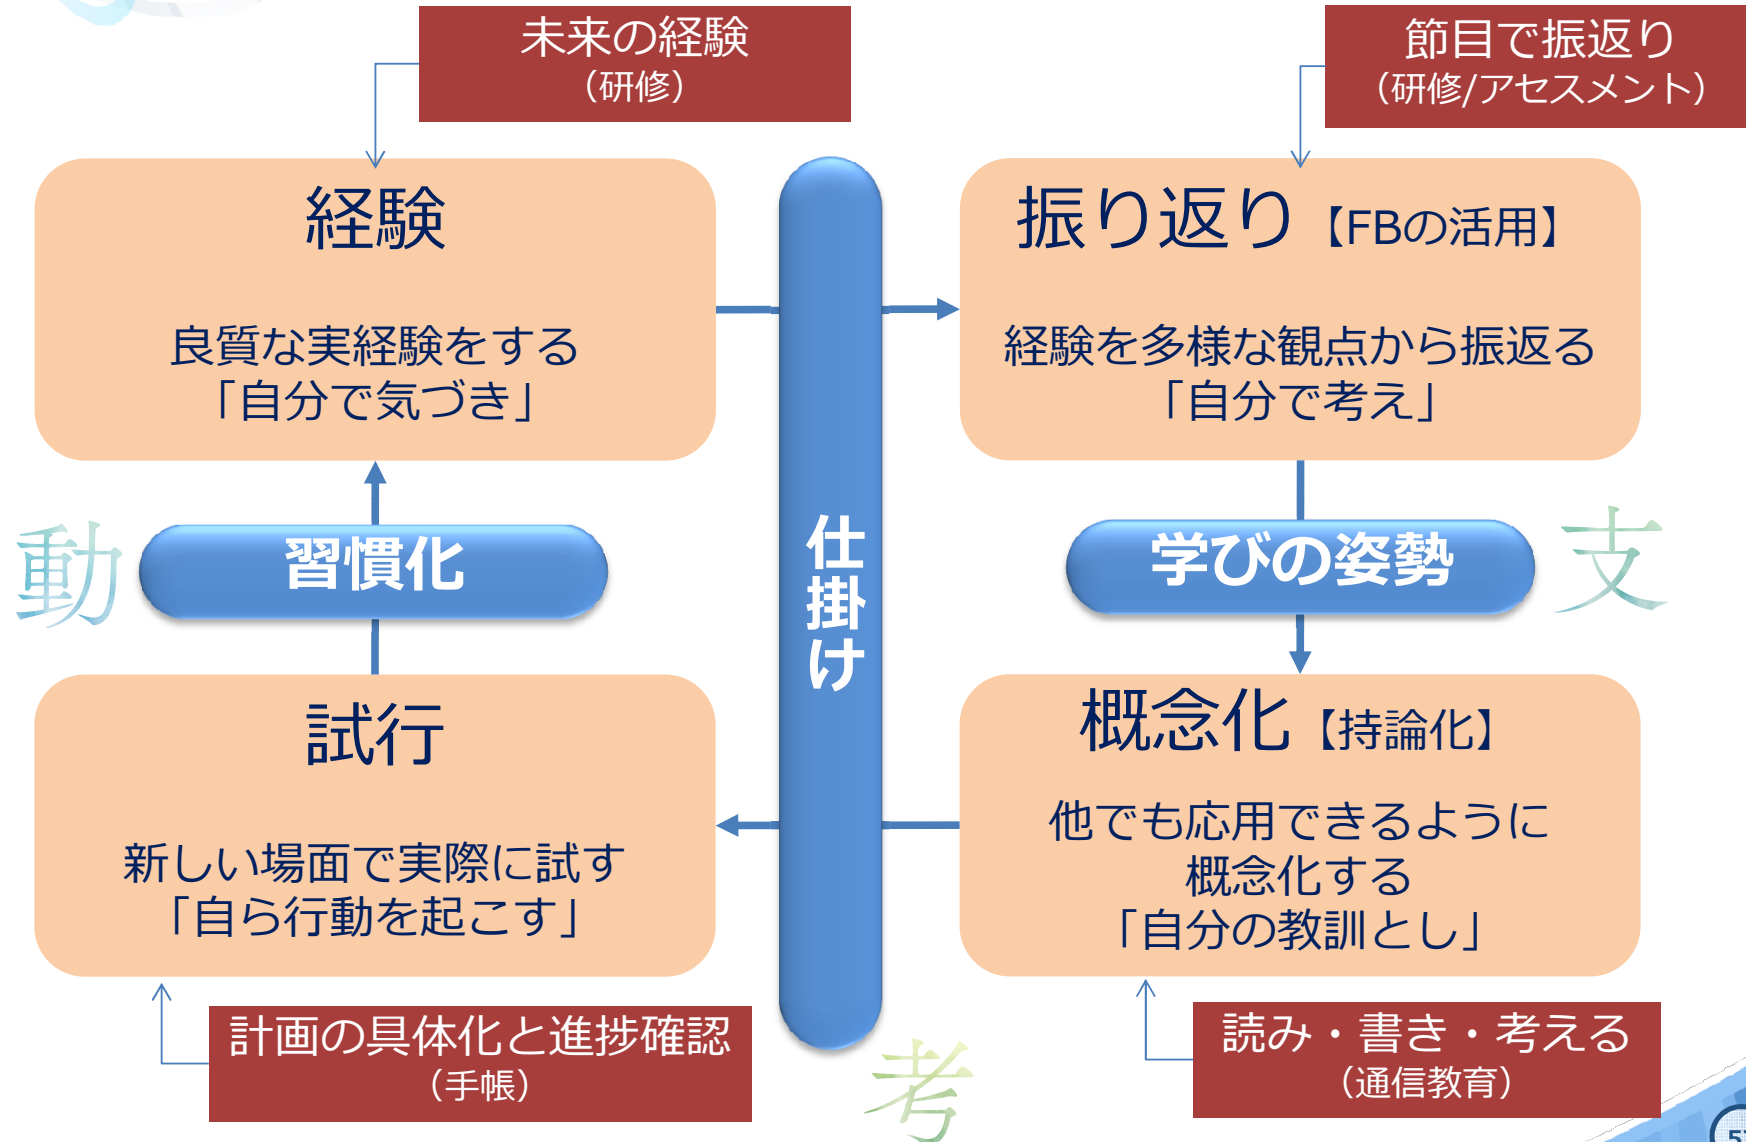 未来の経験
（研修）
節目で振返り
（研修/アセスメント）
経験
良質な実経験をする
「自分で気づき」
振り返り【FBの活用】
経験を多様な観点から振返る
「自分で考え」
仕掛け
動
習慣化
学びの姿勢
支
試行
新しい場面で実際に試す
「自ら行動を起こす」
概念化【持論化】
他でも応用できるように
概念化する
「自分の教訓とし」
計画の具体化と進捗確認
（手帳）
考
読み・書き・考える
（通信教育）